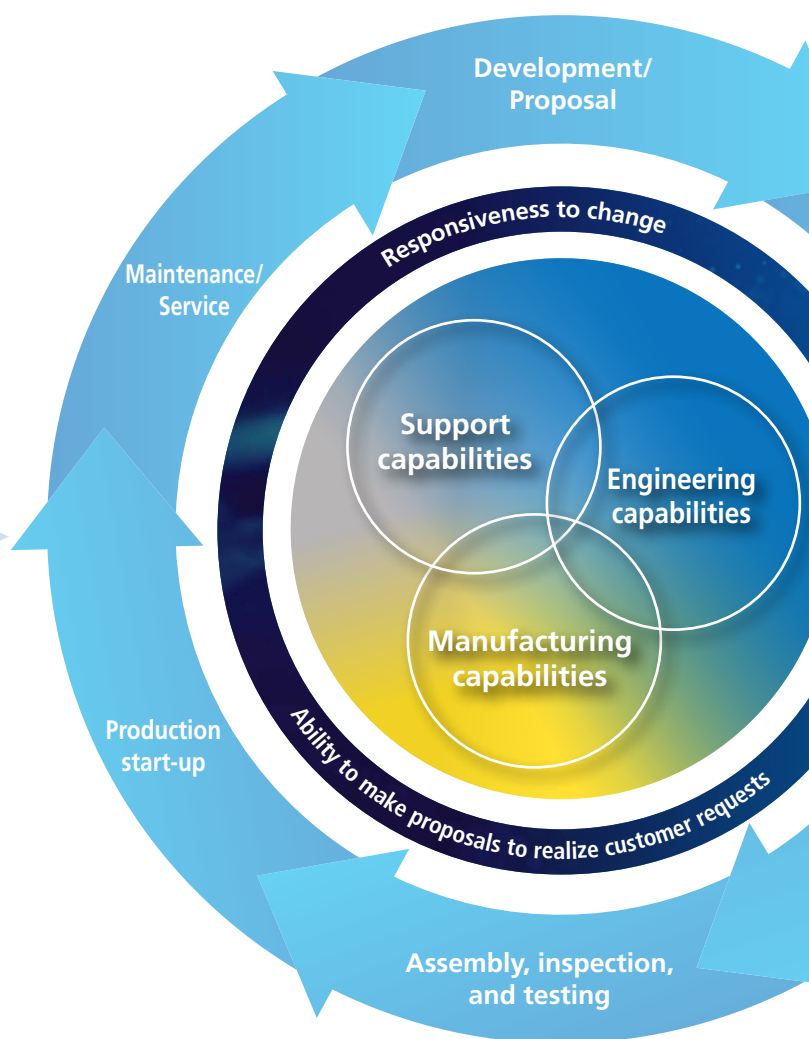 Development/
Proposal
Responsiveness to change
Maintenance/
Service
Support
capabilities
Engineering
capabilities
Manufacturing
capabilities
Production
start-up
Ability to make proposals to realize customer requests
Assembly, inspection,
and testing